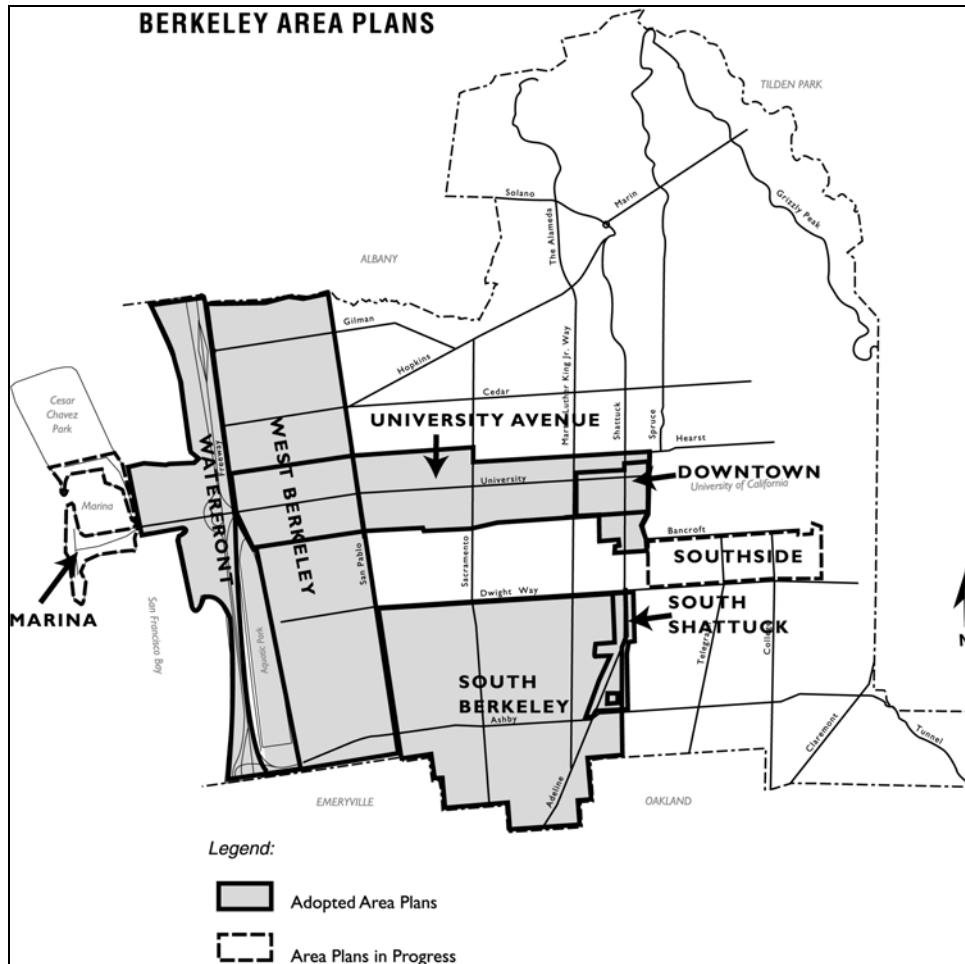 BERKELEY AREA PLANS
TILDEN PARK
Solano
Marin
Grizzly Peak
The Alameda
ALBANY
Gilman
Hopkins
Cedar
Martin Luther King Jr. Way
Shattuck
Spruce
Cesar
Chavez
Park
UNIVERSITY AVENUE
Hearst
Freeway
WATERFRONT
WEST BERKELEY
DOWNTOWN
University
University of California
Marina
Bancroft
SOUTHSIDE
San Pablo
Sacramento
Dwight Way
MARINA
San Francisco Bay
Aquatic Park
SOUTH
SHATTUCK
SOUTH
BERKELEY
Ashby
Adeline
Claremont
Tunnel
EMERYVILLE
OAKLAND
Legend:
Adopted Area Plans
Area Plans in Progress